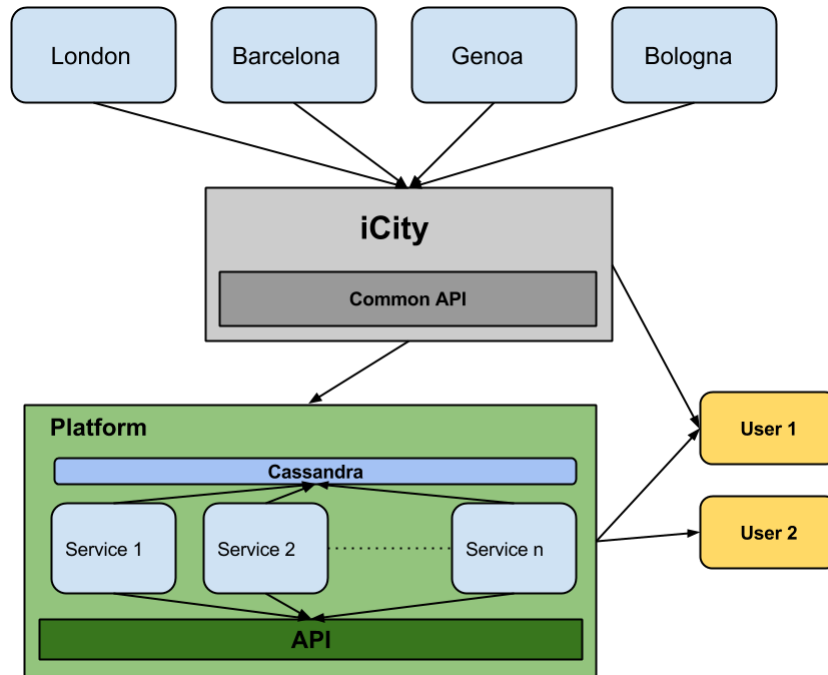 London
Barcelona
Genoa
Bologna
iCity
Common API
Platform
Cassandra
Service 1
Service 2
Service n
API
User 1
User 2